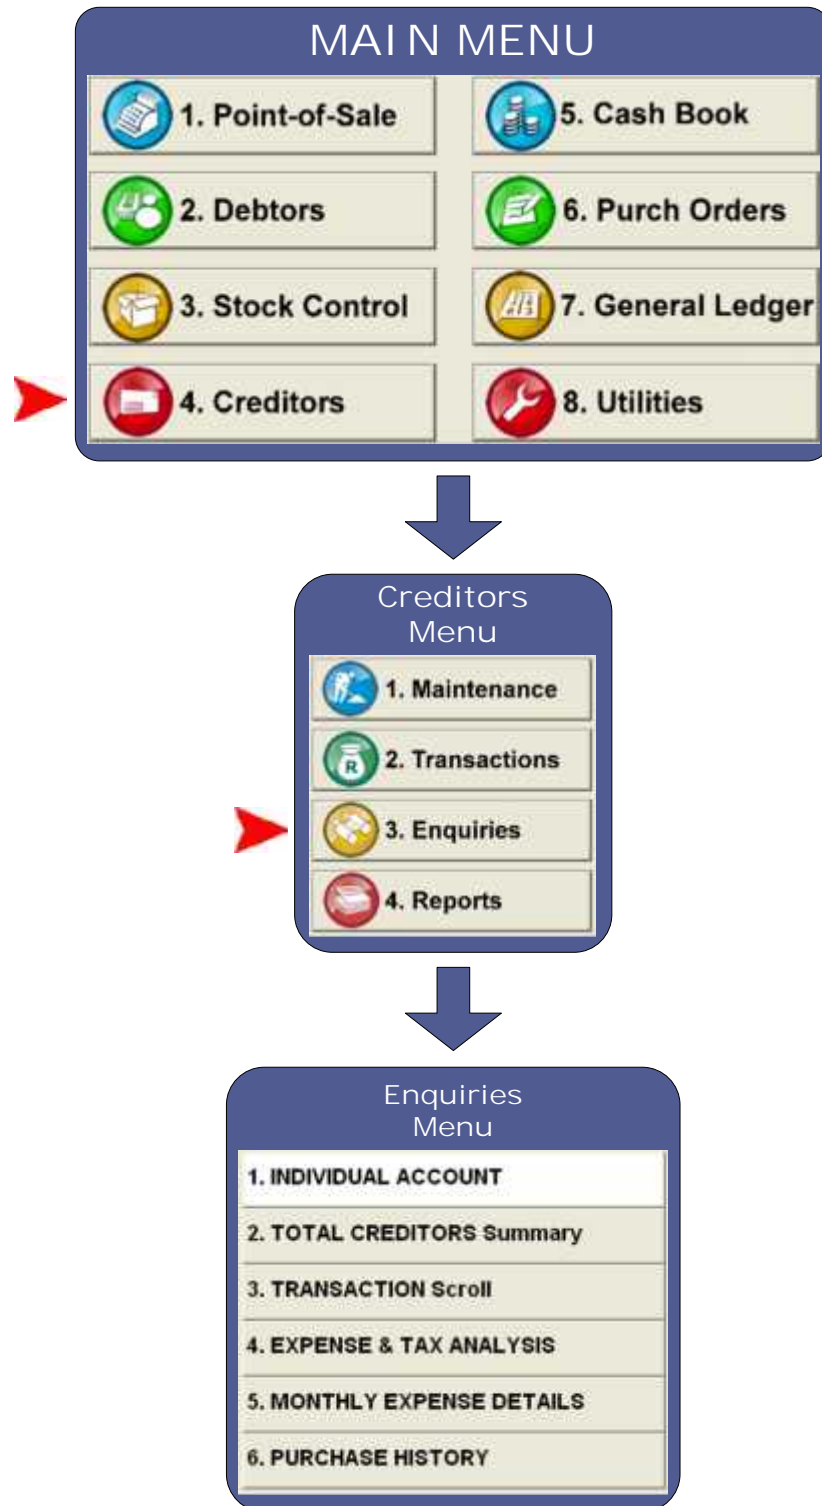 MAIN MENU
1. Point-of-Sale
5. Cash Book
2. Debtors
6. Purch Orders
3. Stock Control
7. General Ledger
4. Creditors
8. Utilities
Creditors
Menu
1. Maintenance
2. Transactions
R
3. Enquiries
4. Reports
Enquiries
Menu
1. INDIVIDUAL ACCOUNT
2. TOTAL CREDITORS Summary
3. TRANSACTION Scroll
4. EXPENSE & TAX ANALYSIS
5. MONTHLY EXPENSE DETAILS
6. PURCHASE HISTORY